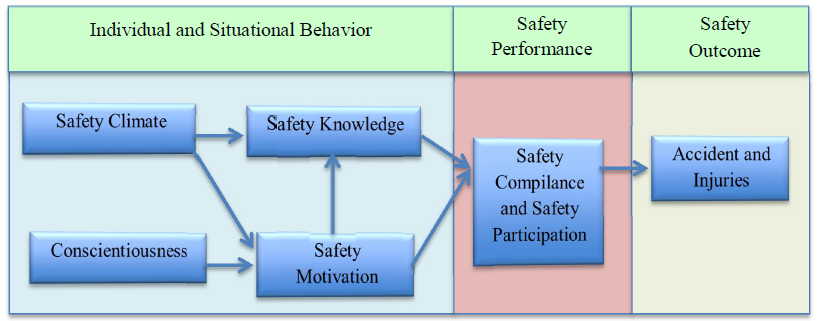 Individual and Situational Behavior
Safety
Performance
Safety
Outcome
Safety Climate
Safety Knowledge
Safety
Compilance
and Safety
Participation
Accident and
Injuries
Conscientiousness
Safety
Motivation